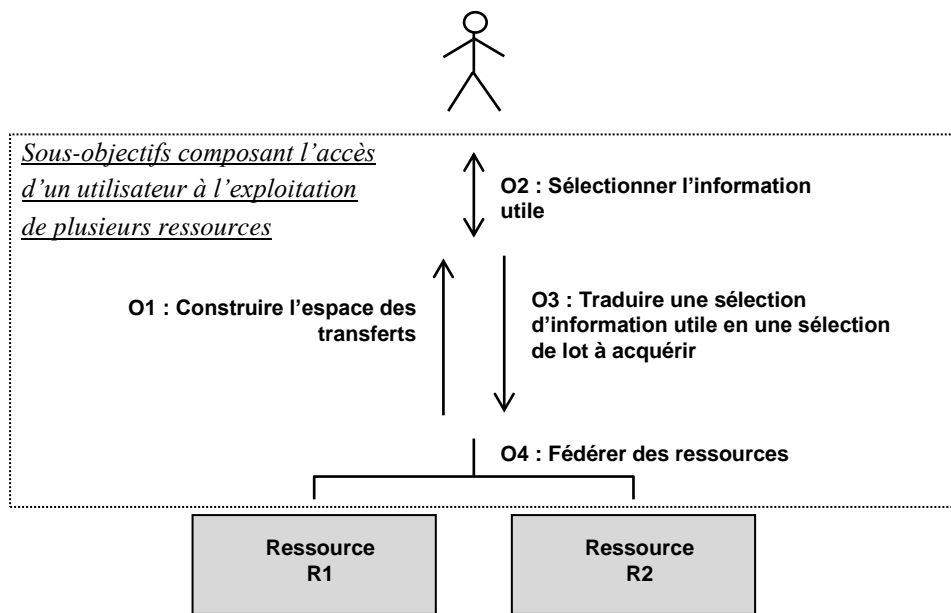 Sous-objectifs composant l’accès
d’un utilisateur à l’exploitation
de plusieurs ressources
O2 : Sélectionner l’information
utile
O1 : Construire l’espace des
transferts
O3 : Traduire une sélection
d’information utile en une sélection
de lot à acquérir
O4 : Fédérer des ressources
Ressource
R1
Ressource
R2